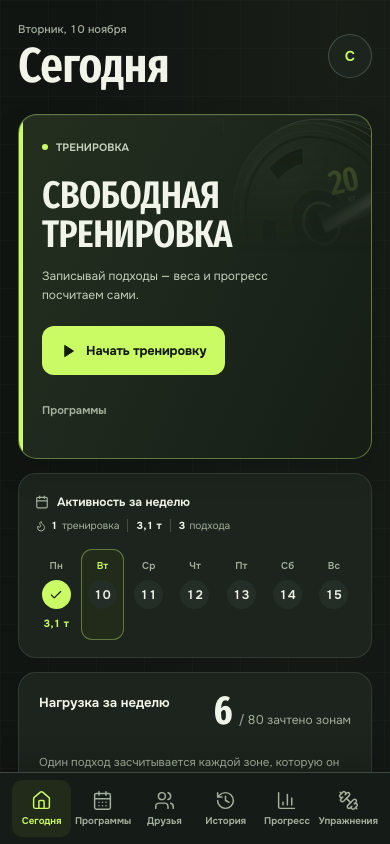 Вторник, 10 ноября
Сегодня
С
ТРЕНИРОВКА
20
СВОБОДНАЯ
ТРЕНИРОВКА
Записывай подходы — веса и прогресс
посчитаем сами.
Начать тренировку
Программы
Активность за неделю
1 тренировка 3,1 т 3 подхода
Пн Вт Ср Чт Пт Сб Вс
10 11 12 13 14 15
3,1 т
Нагрузка за неделю
6 / 80 зачтено зонам
Один подход засчитывается каждой зоне, которую он
Сегодня Программы Друзья История Прогресс Упражнения